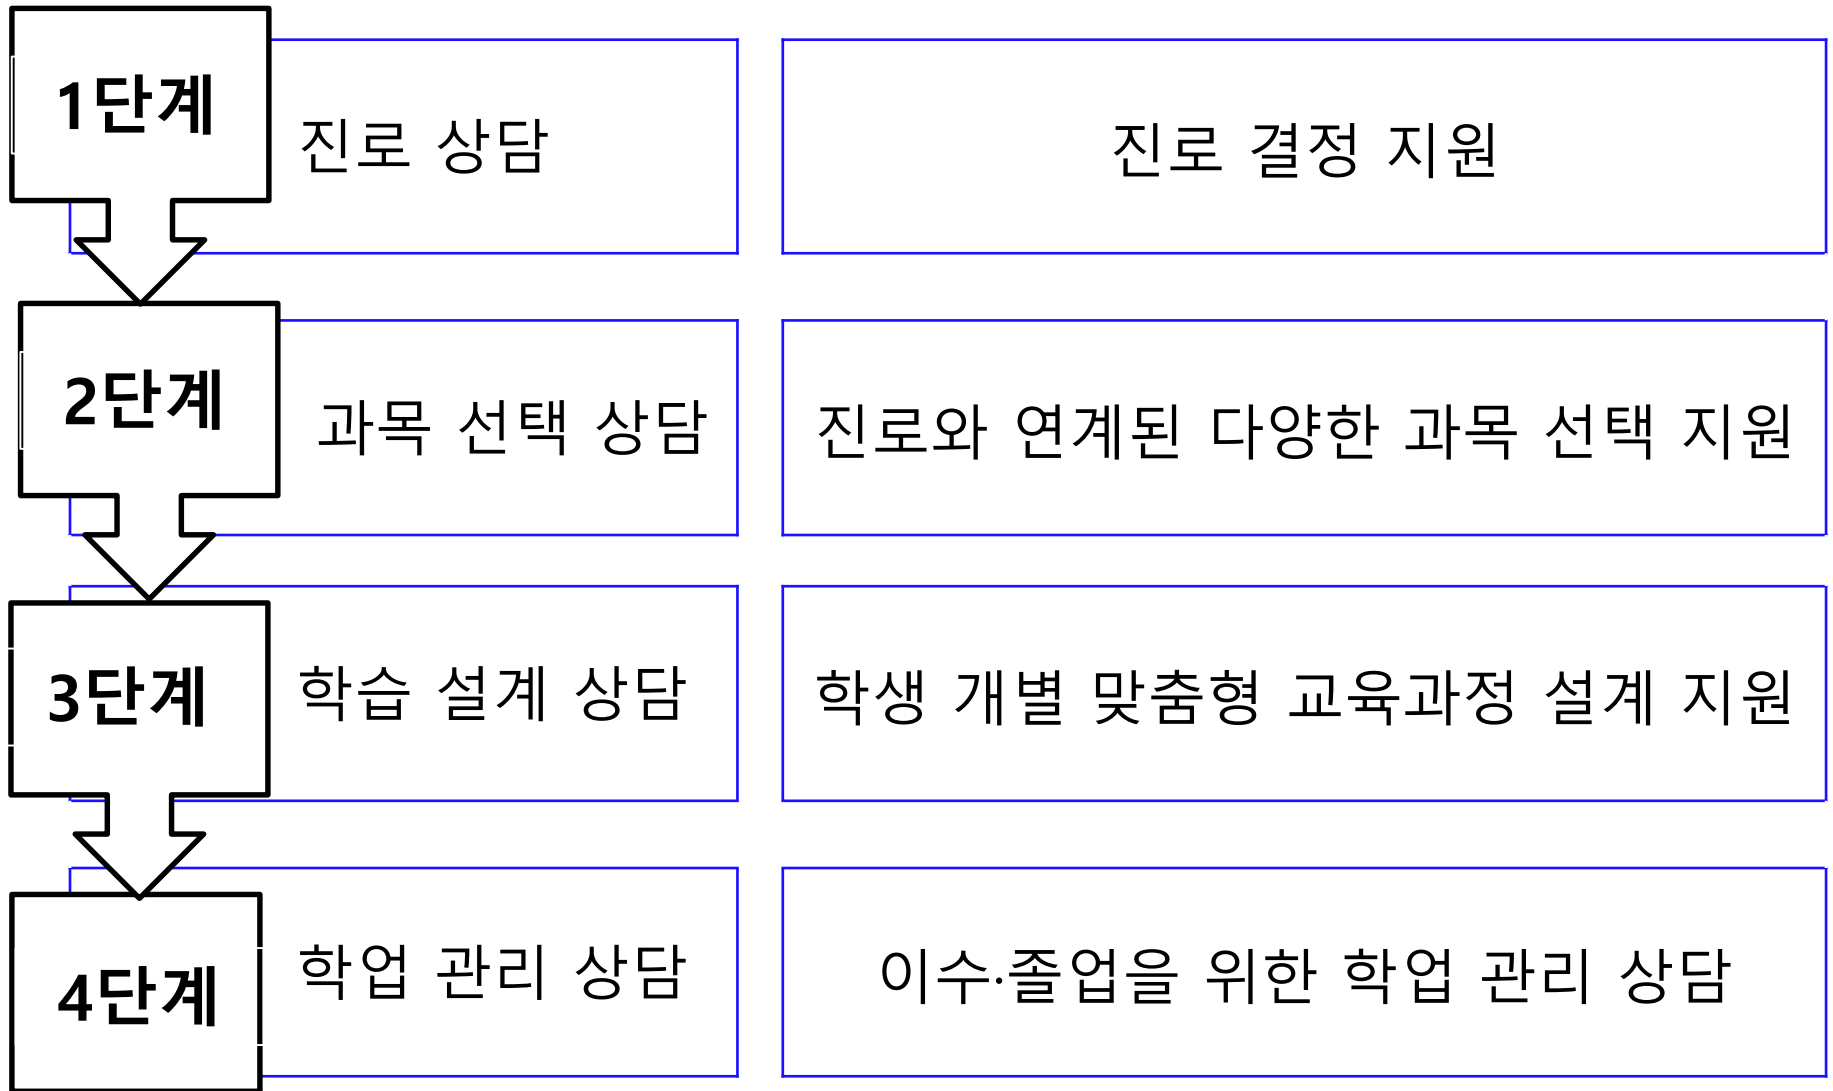 1단계
진로 상담
진로 결정 지원
2단계
과목 선택 상담
진로와 연계된 다양한 과목 선택 지원
3단계
학습 설계 상담
학생 개별 맞춤형 교육과정 설계 지원
4단계
학업 관리 상담
이수·졸업을 위한 학업 관리 상담